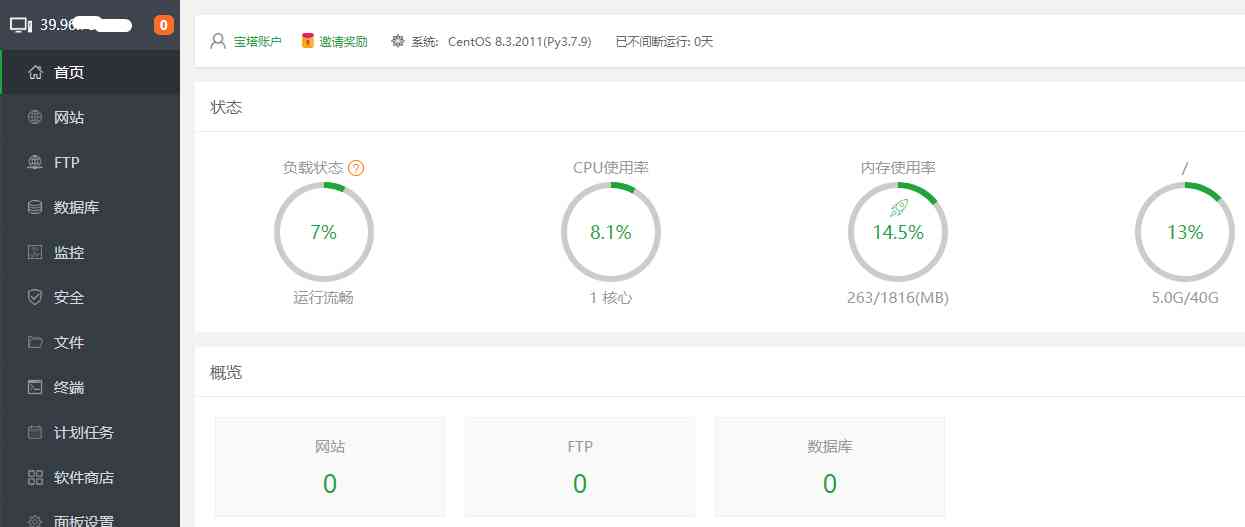 39.96. 0
宝塔账户 邀请奖励 系统: CentOS 8.3.2011(Py3.7.9) 已不间断运行: 0天
首页
网站
FTP
数据库
监控
安全
文件
终端
计划任务
软件商店
面板设置
状态
负载状态 ? CPU使用率 内存使用率 /
7% 8.1% 14.5% 13%
运行流畅 1 核心 263/1816(MB) 5.0G/40G
概览
网站 FTP 数据库
0 0 0